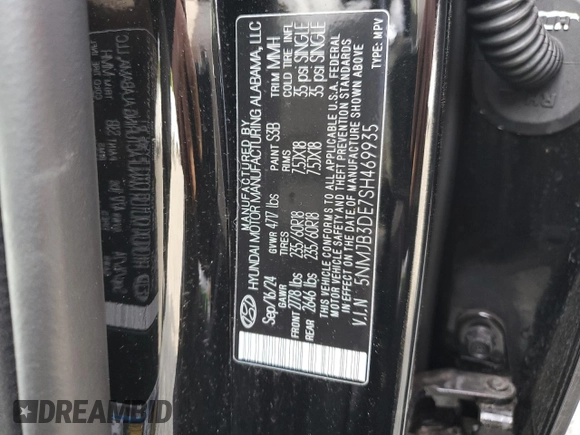 MANUFACTURED BY
HYUNDAI MOTOR MANUFACTURING ALABAMA, LLC
Sep/16/24 GVWR 4717 lbs PAINT S3B TRIM MMH
GAWR TIRES RIMS COLD TIRE INFL
FRONT 2778 lbs 235/60R18 7.5JX18 35 psi SINGLE
REAR 2646 lbs 235/60R18 7.5JX18 35 psi SINGLE
THIS VEHICLE CONFORMS TO ALL APPLICABLE U.S.A. FEDERAL
MOTOR VEHICLE SAFETY AND THEFT PREVENTION STANDARDS
IN EFFECT ON THE DATE OF MANUFACTURE SHOWN ABOVE
V.I.N 5NMJB3DE7SH469935 TYPE: MPV
DREAMBID